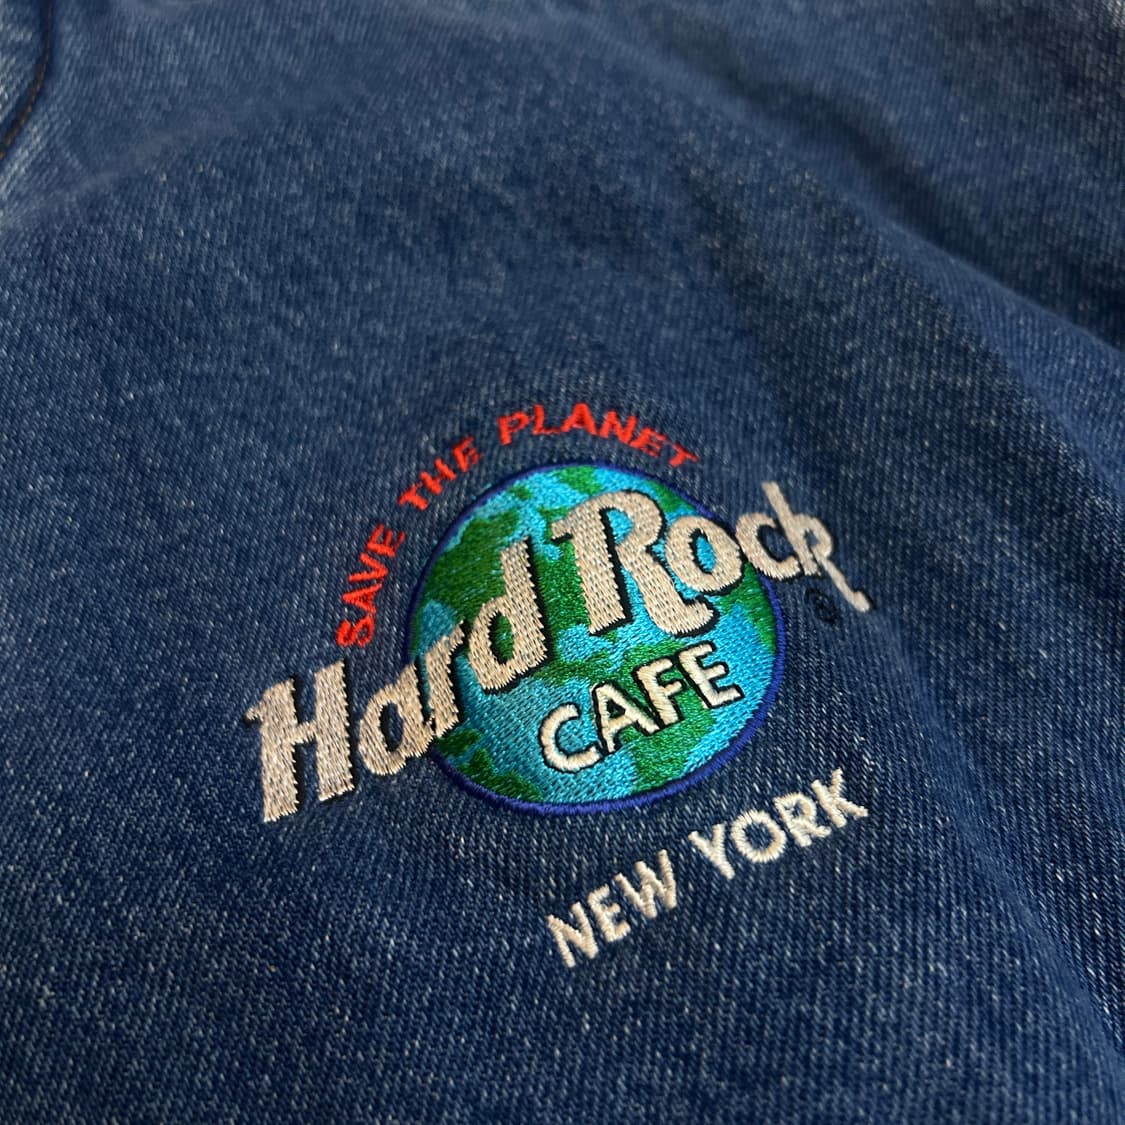 SAVE THE PLANET
Hard Rock
CAFE
®
NEW YORK